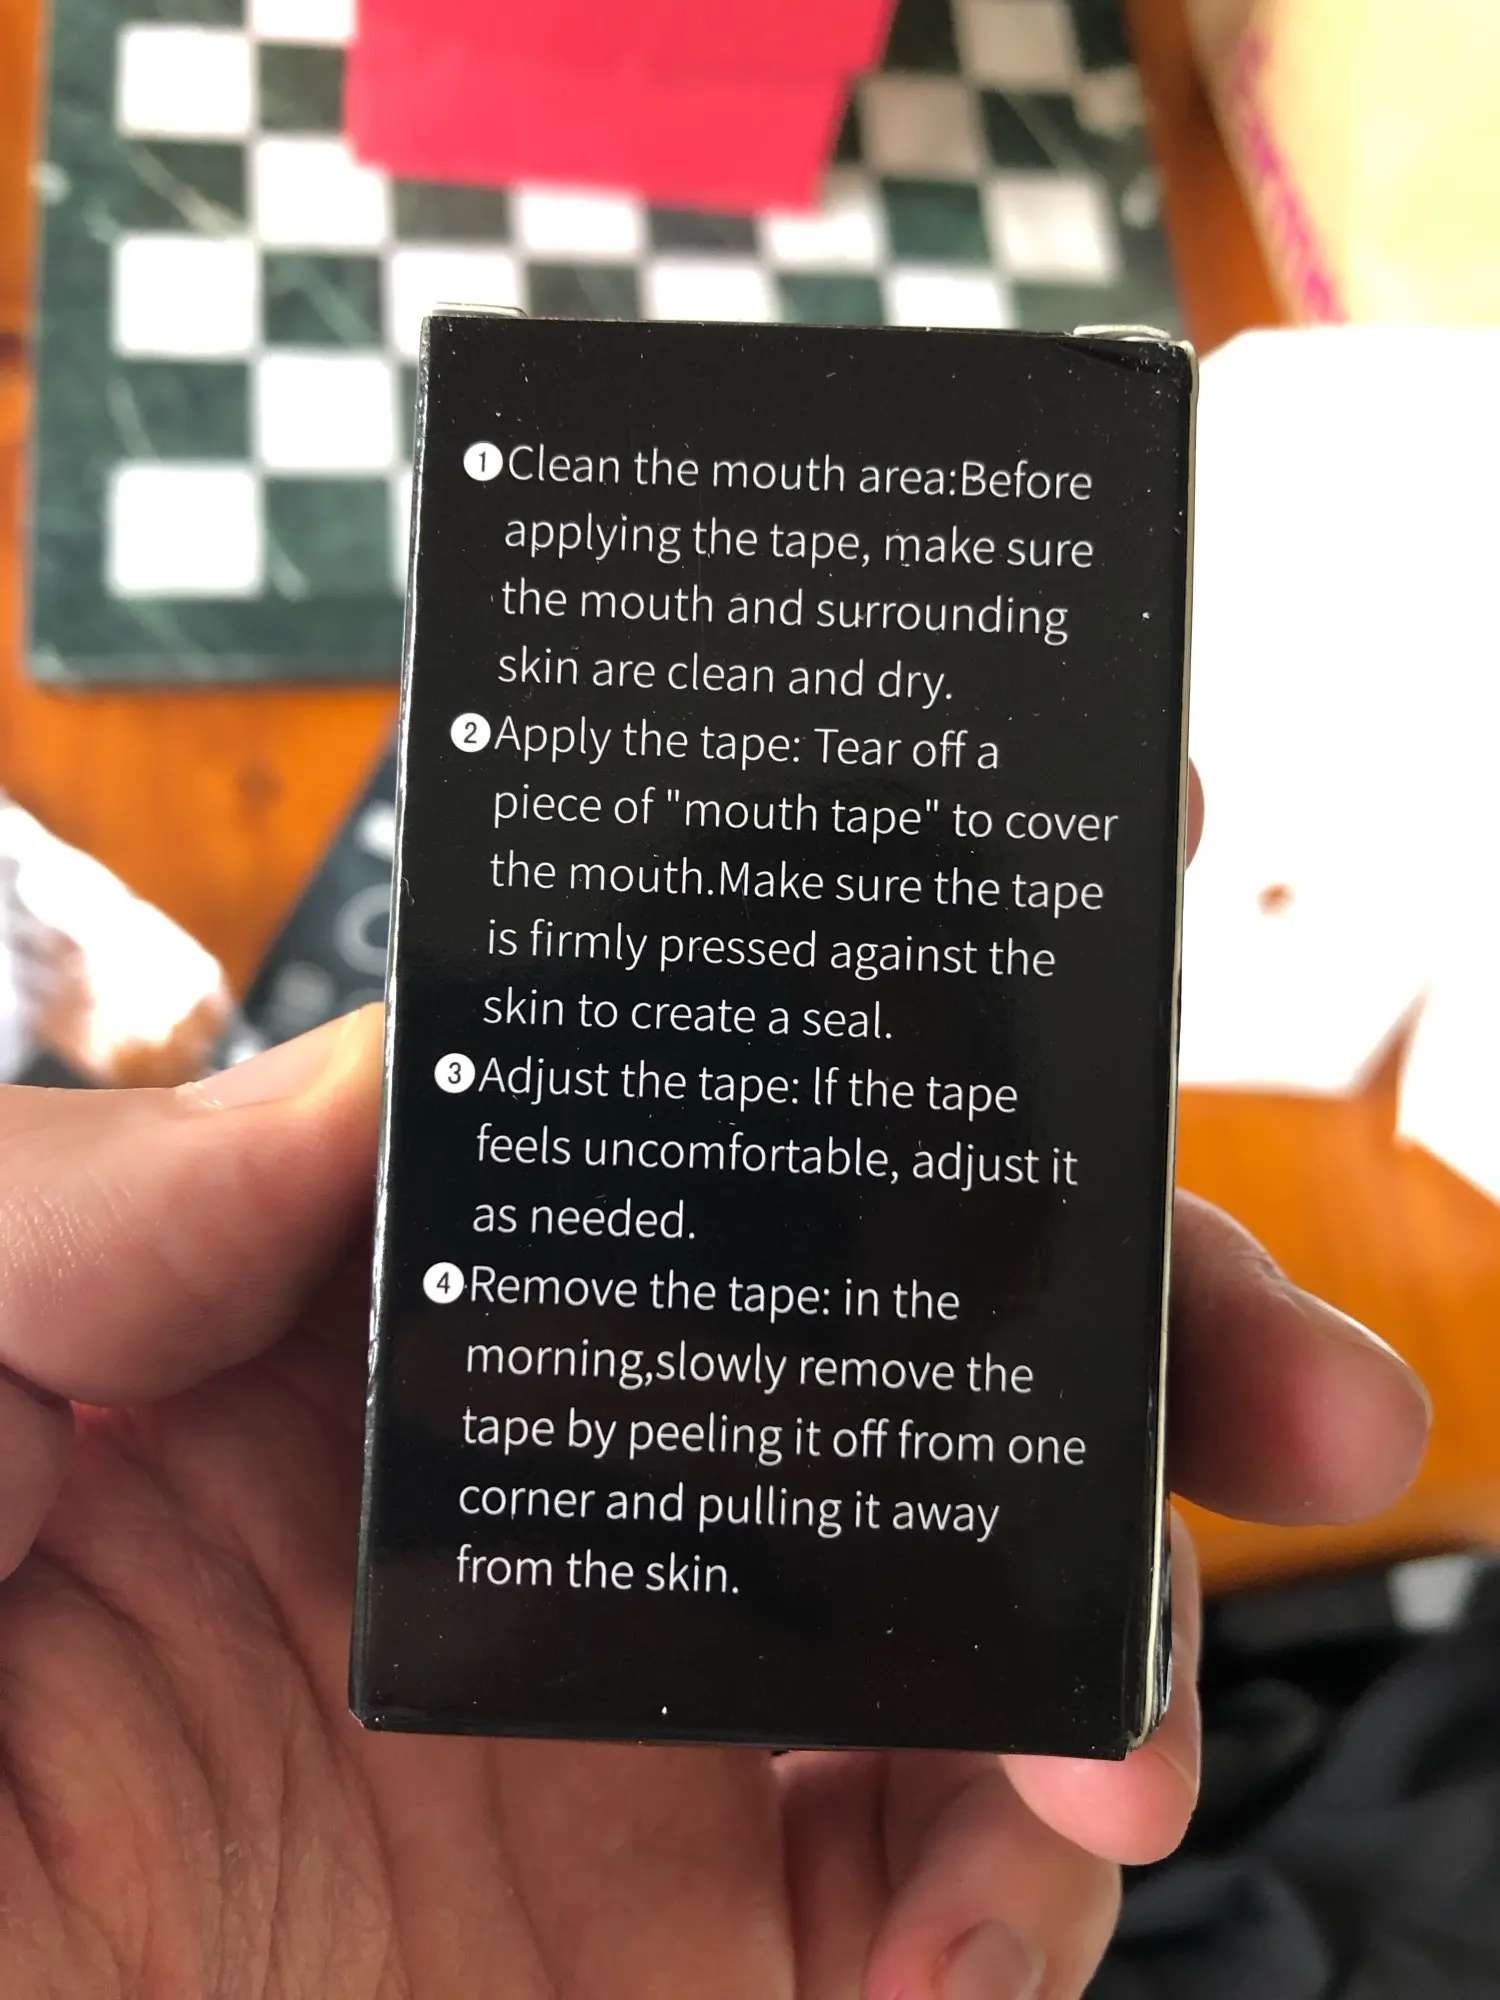 1Clean the mouth area:Before
applying the tape, make sure
the mouth and surrounding
skin are clean and dry.
2Apply the tape: Tear off a
piece of "mouth tape" to cover
the mouth.Make sure the tape
is firmly pressed against the
skin to create a seal.
3Adjust the tape: If the tape
feels uncomfortable, adjust it
as needed.
4Remove the tape: in the
morning,slowly remove the
tape by peeling it off from one
corner and pulling it away
from the skin.